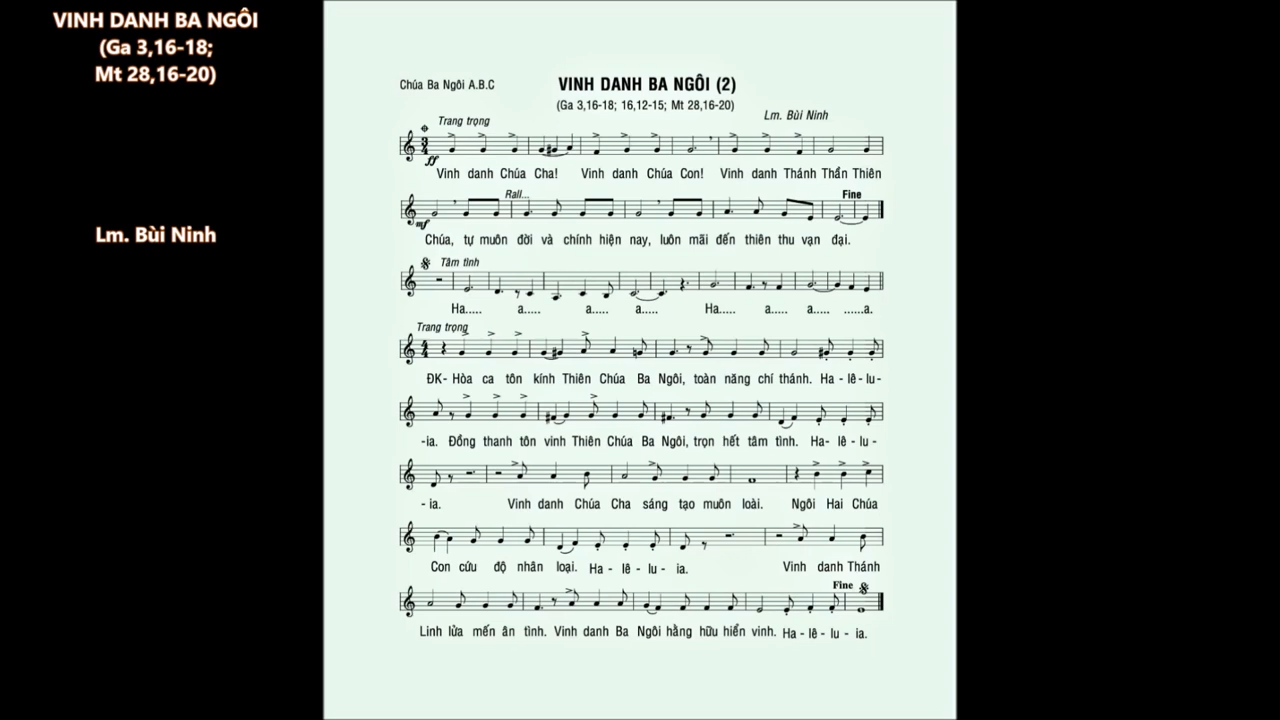 VINH DANH BA NGÔI
(Ga 3,16-18;
Mt 28,16-20)
Lm. Bùi Ninh
Chúa Ba Ngôi A.B.C
VINH DANH BA NGÔI (2)
(Ga 3,16-18; 16,12-15; Mt 28,16-20)
Lm. Bùi Ninh
Trang trọng
3
4
ff
Vinh danh Chúa Cha! Vinh danh Chúa Con! Vinh danh Thánh Thần Thiên
Rall...
Fine
mf
Chúa, tự muôn đời và chính hiện nay, luôn mãi đến thiên thu vạn đại.
Tâm tình
Ha..... a..... a..... a..... Ha..... a..... a..... ......a.
Trang trọng
4
4
ĐK- Hòa ca tôn kính Thiên Chúa Ba Ngôi, toàn năng chí thánh. Ha - lê - lu -
-ia. Đồng thanh tôn vinh Thiên Chúa Ba Ngôi, trọn hết tâm tình. Ha- lê - lu -
- ia. Vinh danh Chúa Cha sáng tạo muôn loài. Ngôi Hai Chúa
Con cứu độ nhân loại. Ha - lê - lu - ia. Vinh danh Thánh
Fine
Linh lửa mến ân tình. Vinh danh Ba Ngôi hằng hữu hiển vinh. Ha - lê - lu - ia.